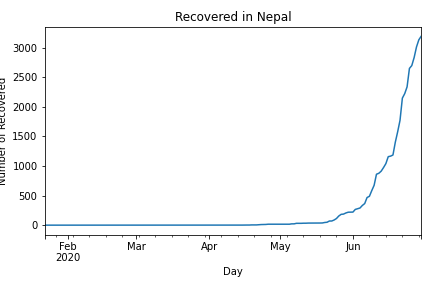 Recovered in Nepal
Number of Recovered
3000
2500
2000
1500
1000
500
0
Feb
2020
Mar
Apr
May
Jun
Day